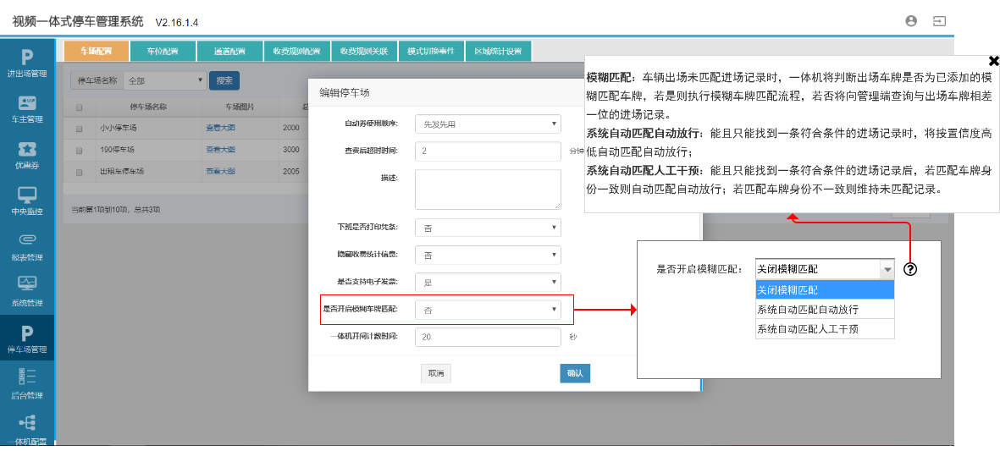 视频一体式停车管理系统 V2.16.1.4
进出场管理
车主管理
优惠券
中央监控
报表管理
系统管理
停车场管理
后台管理
一体机配置
车场配置 车位配置 通道配置 收费规则配置 收费规则关联 模式切换事件 区域统计设置
停车场名称 全部 搜索
停车场名称 车场图片 总
小小停车场 查看大图 2000
190停车场 查看大图 3000
出租车停车场 查看大图 2005
当前第1项到10项，总共3项
编辑停车场
自动券使用顺序: 先发先用
查费后超时时间: 2 分钟
描述:
下班是否打印凭条: 否
隐藏收费统计信息: 否
是否支持电子发票: 是
是否开启模糊车牌匹配: 否
一体机开闸计数时间: 20 秒
取消 确认
模糊匹配：车辆出场未匹配进场记录时，一体机将判断出场车牌是否为已添加的模
糊匹配车牌，若是则执行模糊车牌匹配流程，若否将向管理端查询与出场车牌相差
一位的进场记录。
系统自动匹配自动放行：能且只能找到一条符合条件的进场记录时，将按置信度高
低自动匹配自动放行；
系统自动匹配人工干预：能且只能找到一条符合条件的进场记录后，若匹配车牌身
份一致则自动匹配自动放行；若匹配车牌身份不一致则维持未匹配记录。
是否开启模糊匹配： 关闭模糊匹配
关闭模糊匹配
系统自动匹配自动放行
系统自动匹配人工干预